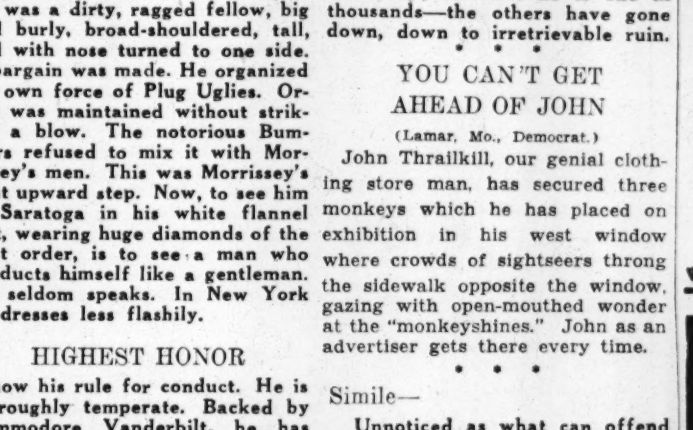 was a dirty, ragged fellow, big
burly, broad-shouldered, tall,
with nose turned to one side.
bargain was made. He organized
own force of Plug Uglies. Or-
was maintained without strik-
a blow. The notorious Bum-
refused to mix it with Mor-
men. This was Morrissey's
upward step. Now, to see him
Saratoga in his white flannel
wearing huge diamonds of the
order, is to see a man who
ducts himself like a gentleman.
seldom speaks. In New York
dresses less flashily.
HIGHEST HONOR
his rule for conduct. He is
roughly temperate. Backed by
Vanderbilt, he has
thousands—the others have gone
down, down to irretrievable ruin.
* * *
YOU CAN'T GET
AHEAD OF JOHN
(Lamar, Mo., Democrat.)
John Thrailkill, our genial cloth-
ing store man, has secured three
monkeys which he has placed on
exhibition in his west window
where crowds of sightseers throng
the sidewalk opposite the window,
gazing with open-mouthed wonder
at the "monkeyshines." John as an
advertiser gets there every time.
* * *
Simile—
Unnoticed as what can offend